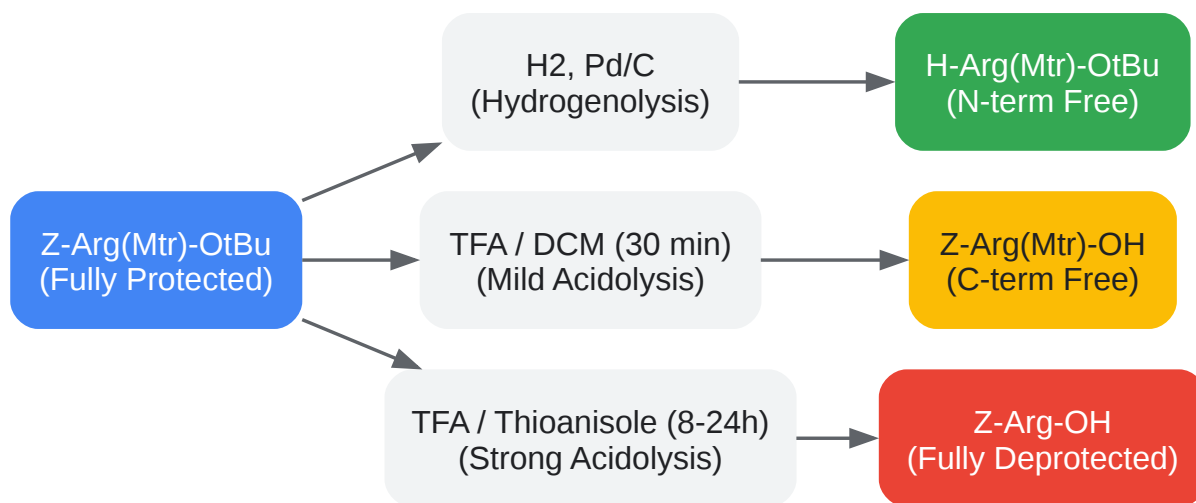 H2, Pd/C
(Hydrogenolysis)
H-Arg(Mtr)-OtBu
(N-term Free)
Z-Arg(Mtr)-OtBu
(Fully Protected)
TFA / DCM (30 min)
(Mild Acidolysis)
Z-Arg(Mtr)-OH
(C-term Free)
TFA / Thioanisole (8-24h)
(Strong Acidolysis)
Z-Arg-OH
(Fully Deprotected)